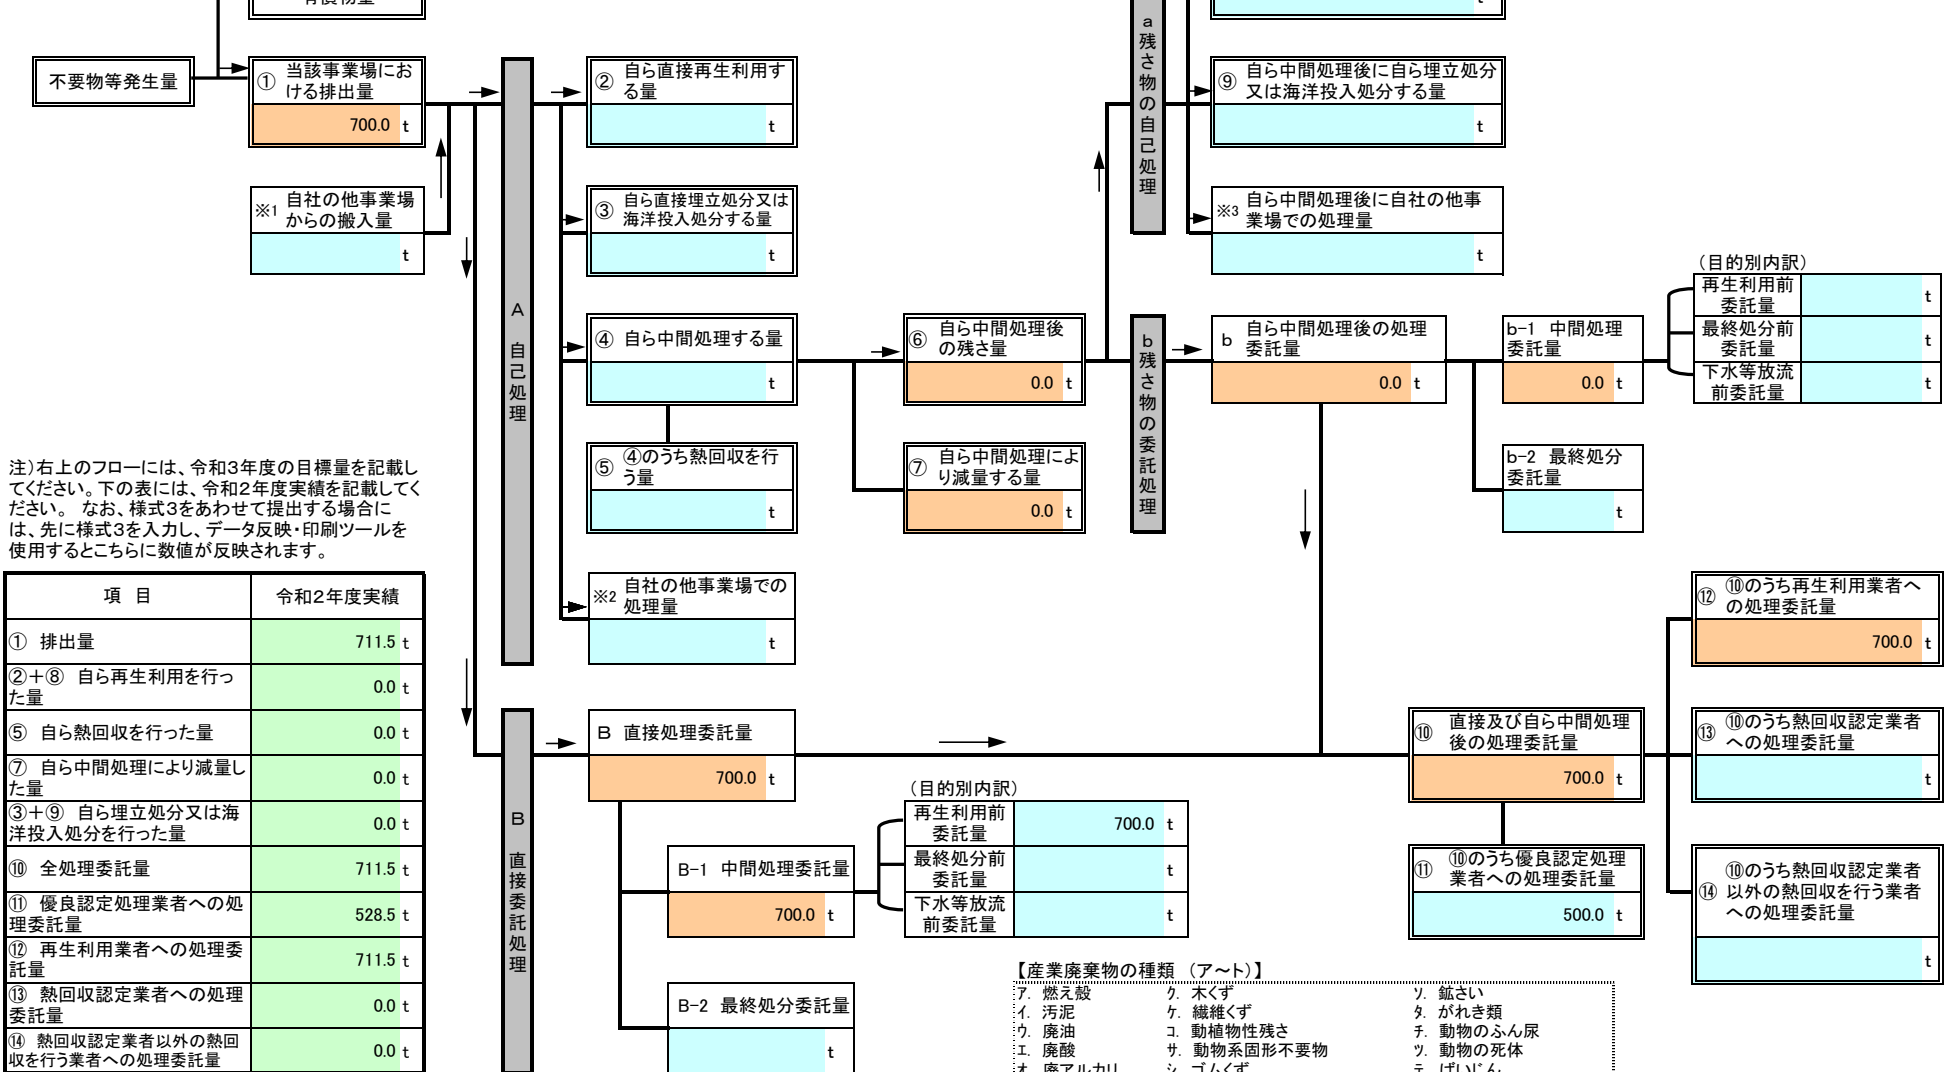 不要物等発生量
① 当該事業場にお
ける排出量
700.0 t
※1 自社の他事業場
からの搬入量
t
A 自己処理
② 自ら直接再生利用す
る量
t
③ 自ら直接埋立処分又は
海洋投入処分する量
t
④ 自ら中間処理する量
t
⑤ ④のうち熱回収を行
う量
t
※2 自社の他事業場での
処理量
t
⑥ 自ら中間処理後
の残さ量
0.0 t
⑦ 自ら中間処理によ
り減量する量
0.0 t
a 残さ物の自己処理
t
⑨ 自ら中間処理後に自ら埋立処分
又は海洋投入処分する量
t
※3 自ら中間処理後に自社の他事
業場での処理量
t
b 残さ物の委託処理
b 自ら中間処理後の処理
委託量
0.0 t
b-1 中間処理
委託量
0.0 t
(目的別内訳)
再生利用前
委託量 t
最終処分前
委託量 t
下水等放流
前委託量 t
b-2 最終処分
委託量
t
注)右上のフローには、令和3年度の目標量を記載し
てください。下の表には、令和2年度実績を記載してく
ださい。 なお、様式3をあわせて提出する場合に
は、先に様式3を入力し、データ反映・印刷ツールを
使用するとこちらに数値が反映されます。
項 目 令和2年度実績
① 排出量 711.5 t
②+⑧ 自ら再生利用を行っ
た量 0.0 t
⑤ 自ら熱回収を行った量 0.0 t
⑦ 自ら中間処理により減量し
た量 0.0 t
③+⑨ 自ら埋立処分又は海
洋投入処分を行った量 0.0 t
⑩ 全処理委託量 711.5 t
⑪ 優良認定処理業者への処
理委託量 528.5 t
⑫ 再生利用業者への処理委
託量 711.5 t
⑬ 熱回収認定業者への処理
委託量 0.0 t
⑭ 熱回収認定業者以外の熱回
収を行う業者への処理委託量 0.0 t
B 直接委託処理
B 直接処理委託量
700.0 t
B-1 中間処理委託量
700.0 t
(目的別内訳)
再生利用前
委託量 700.0 t
最終処分前
委託量 t
下水等放流
前委託量 t
B-2 最終処分委託量
t
⑩ 直接及び自ら中間処理
後の処理委託量
700.0 t
⑪ ⑩のうち優良認定処理
業者への処理委託量
500.0 t
⑫ ⑩のうち再生利用業者へ
の処理委託量
700.0 t
⑬ ⑩のうち熱回収認定業者
への処理委託量
t
⑭ ⑩のうち熱回収認定業者
以外の熱回収を行う業者
への処理委託量
t
【産業廃棄物の種類 (ア~ト)】
ア. 燃え殻 ク. 木くず ソ. 鉱さい
イ. 汚泥 ケ. 繊維くず タ. がれき類
ウ. 廃油 コ. 動植物性残さ チ. 動物のふん尿
エ. 廃酸 サ. 動物系固形不要物 ツ. 動物の死体
オ. 廃アルカリ シ. ゴムくず テ. ばいじん